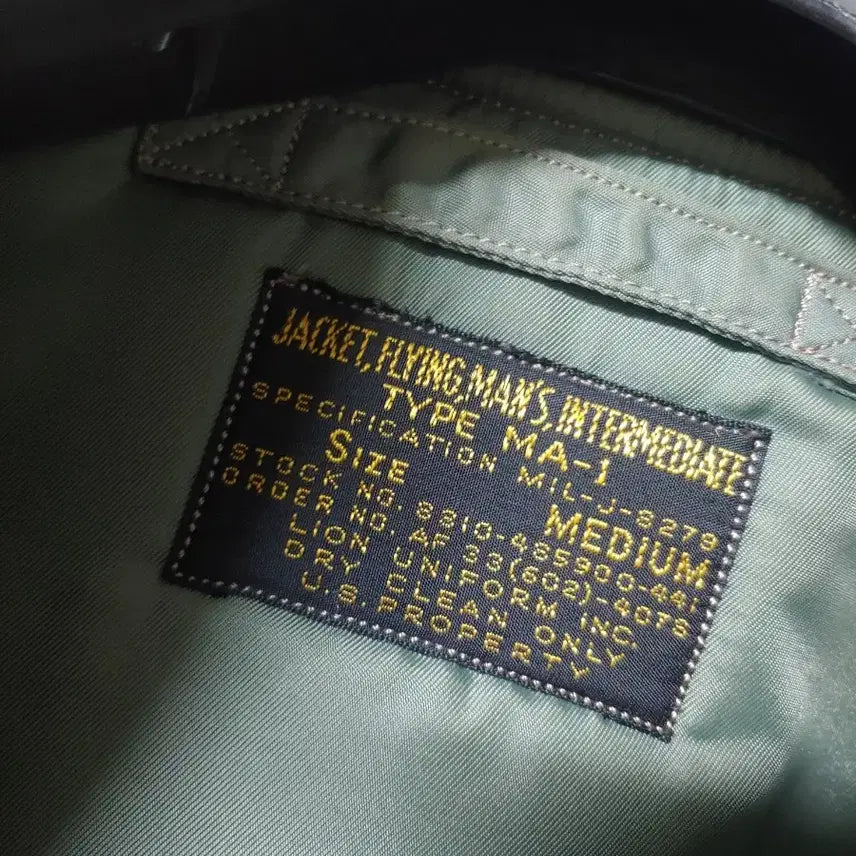 JACKET, FLYING, MAN'S, INTERMEDIATE
TYPE MA-1
SPECIFICATION MIL-J-8279
SIZE MEDIUM
STOCK NO. 8310-485900-441
ORDER NO. AF 33(602)-4078
LION UNIFORM INC.
DRY CLEAN ONLY
U.S. PROPERTY